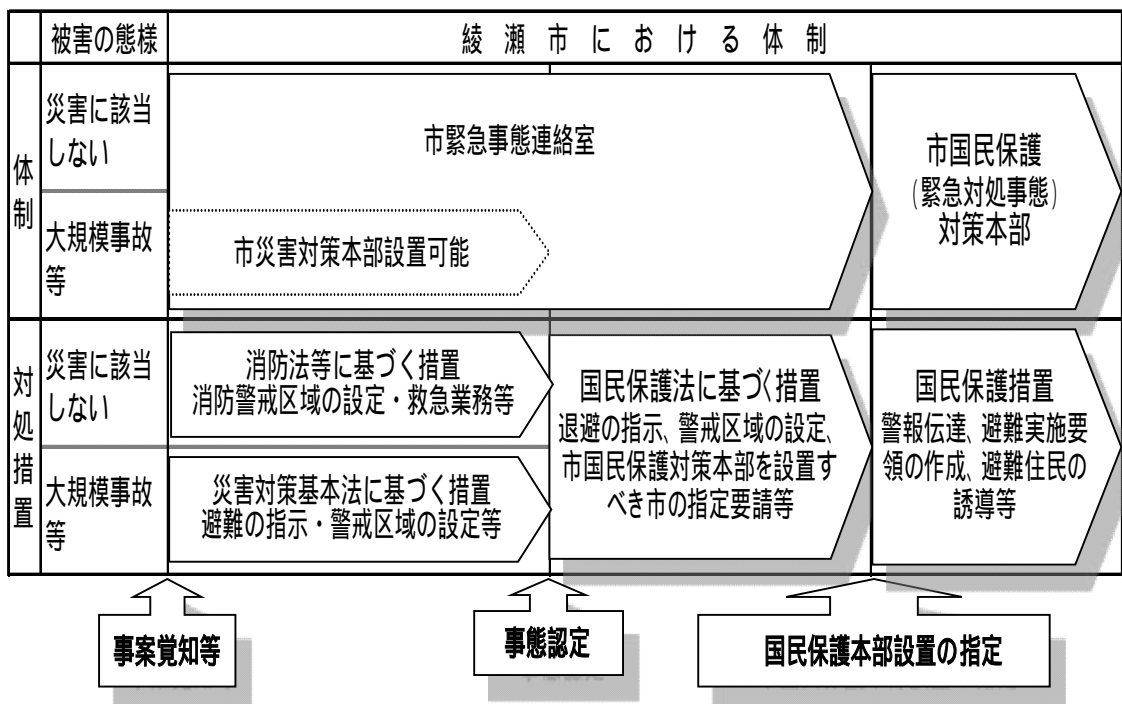 被害の態様
綾瀬市における体制
体制
災害に該当
しない
市緊急事態連絡室
市国民保護
(緊急対処事態)
対策本部
大規模事故
等
市災害対策本部設置可能
対処措置
災害に該当
しない
消防法等に基づく措置
消防警戒区域の設定・救急業務等
国民保護法に基づく措置
退避の指示、警戒区域の設定、
市国民保護対策本部を設置す
べき市の指定要請等
国民保護措置
警報伝達、避難実施要
領の作成、避難住民の
誘導等
大規模事故
等
災害対策基本法に基づく措置
避難の指示・警戒区域の設定等
事案覚知等
事態認定
国民保護本部設置の指定